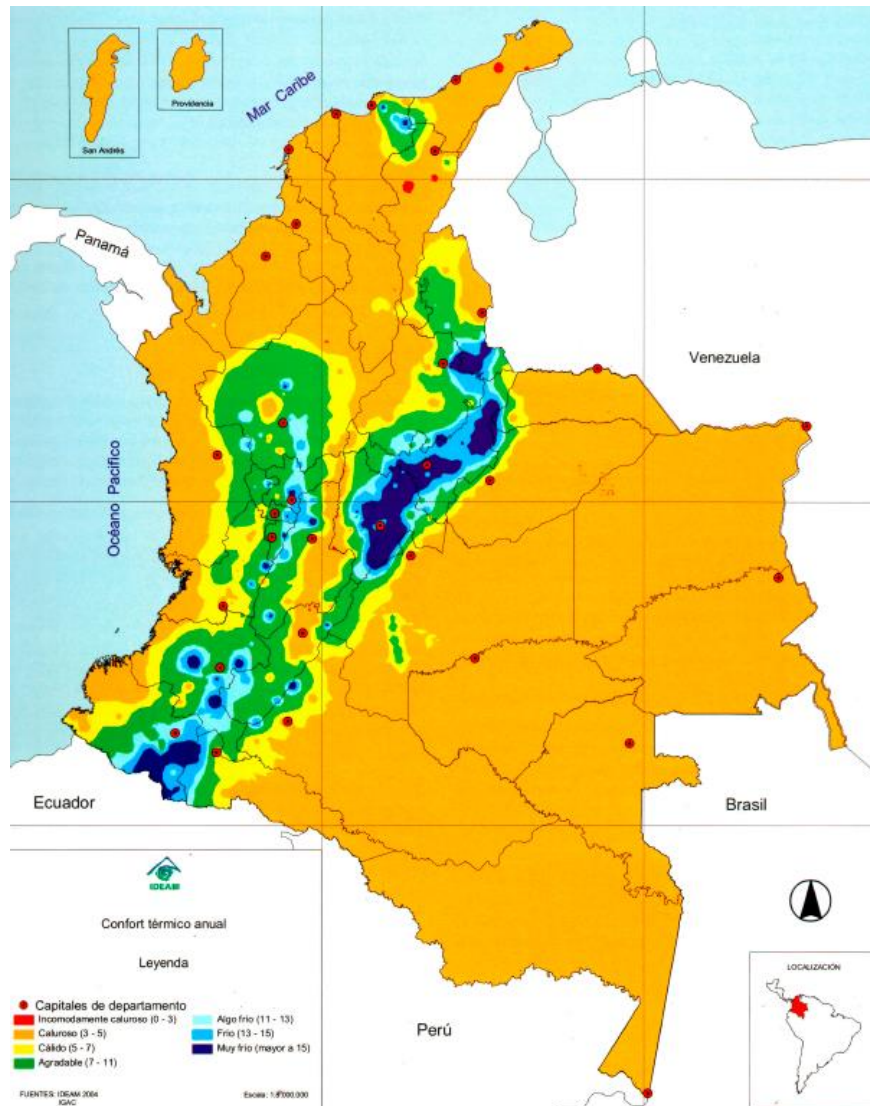 San Andrés
Providencia
Mar Caribe
Panamá
Venezuela
Océano Pacífico
Ecuador
Brasil
Perú
IDEAM
Confort térmico anual
Leyenda
Capitales de departamento
Incomodamente caluroso (0 - 3)
Caluroso (3 - 5)
Cálido (5 - 7)
Agradable (7 - 11)
Algo frío (11 - 13)
Frío (13 - 15)
Muy frío (mayor a 15)
FUENTES: IDEAM 2004
IGAC
Escala:
LOCALIZACIÓN